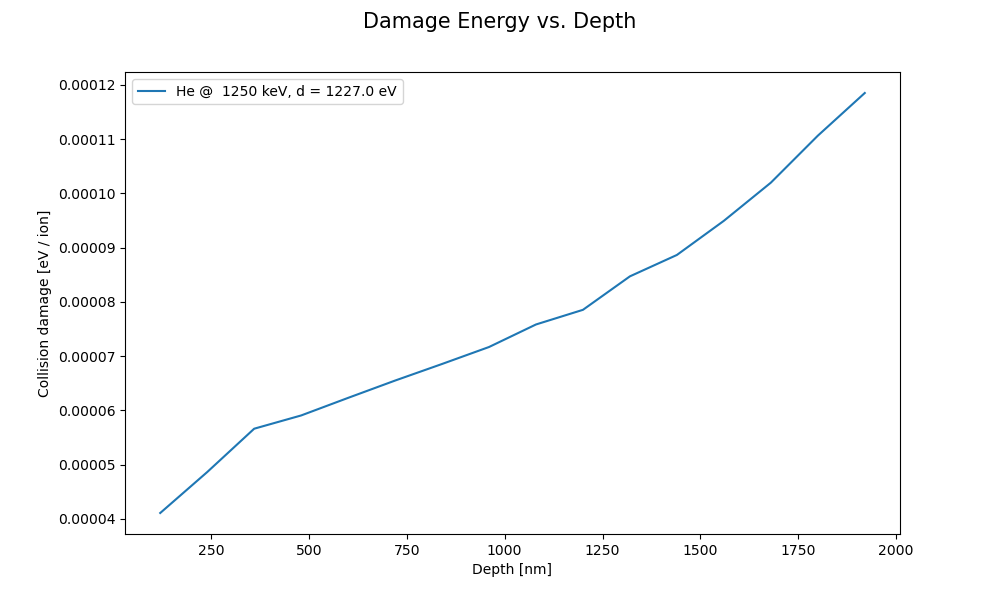 Damage Energy vs. Depth
He @  1250 keV, d = 1227.0 eV
Collision damage [eV / ion]
0.00012
0.00011
0.00010
0.00009
0.00008
0.00007
0.00006
0.00005
0.00004
250 500 750 1000 1250 1500 1750 2000
Depth [nm]